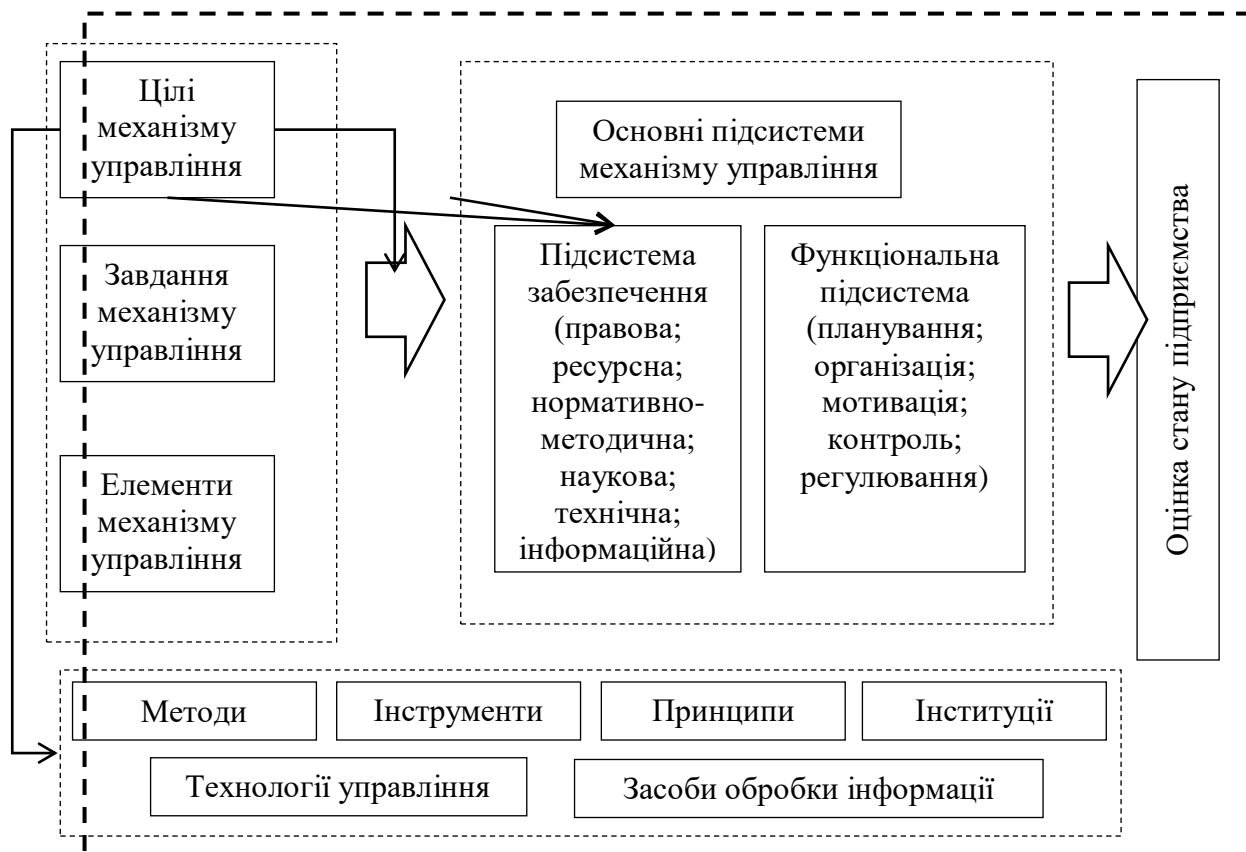 Цілі
механізму
управління
Завдання
механізму
управління
Елементи
механізму
управління
Основні підсистеми
механізму управління
Підсистема
забезпечення
(правова;
ресурсна;
нормативно-
методична;
наукова;
технічна;
інформаційна)
Функціональна
підсистема
(планування;
організація;
мотивація;
контроль;
регулювання)
Оцінка стану підприємства
Методи
Інструменти
Принципи
Інституції
Технології управління
Засоби обробки інформації